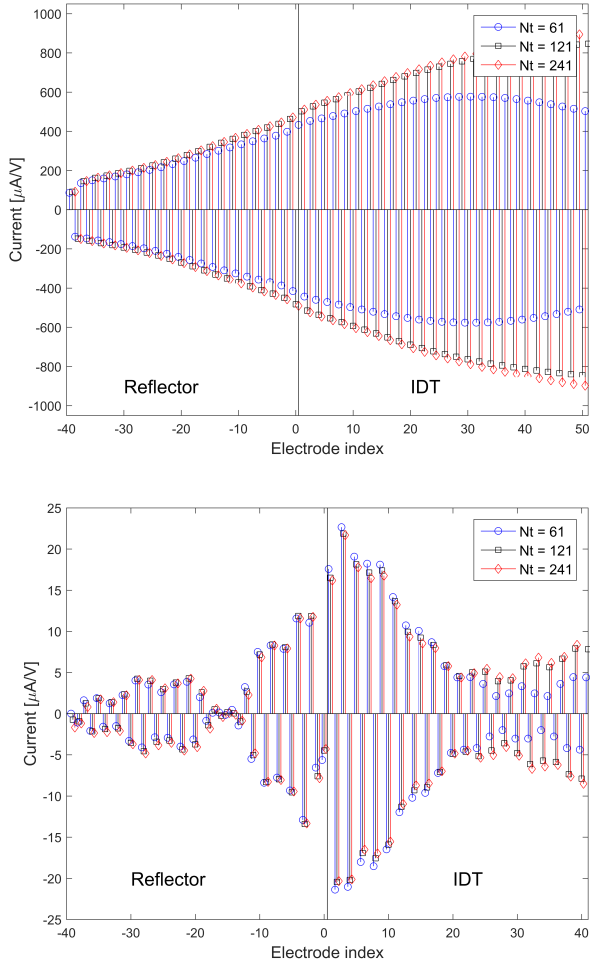 1000
800
600
400
200
0
-200
-400
-600
-800
-1000
Current [µA/V]
Nt = 61
Nt = 121
Nt = 241
Reflector
IDT
-40 -30 -20 -10 0 10 20 30 40 50
Electrode index
25
20
15
10
5
0
-5
-10
-15
-20
-25
Current [µA/V]
Nt = 61
Nt = 121
Nt = 241
Reflector
IDT
-40 -30 -20 -10 0 10 20 30 40
Electrode index